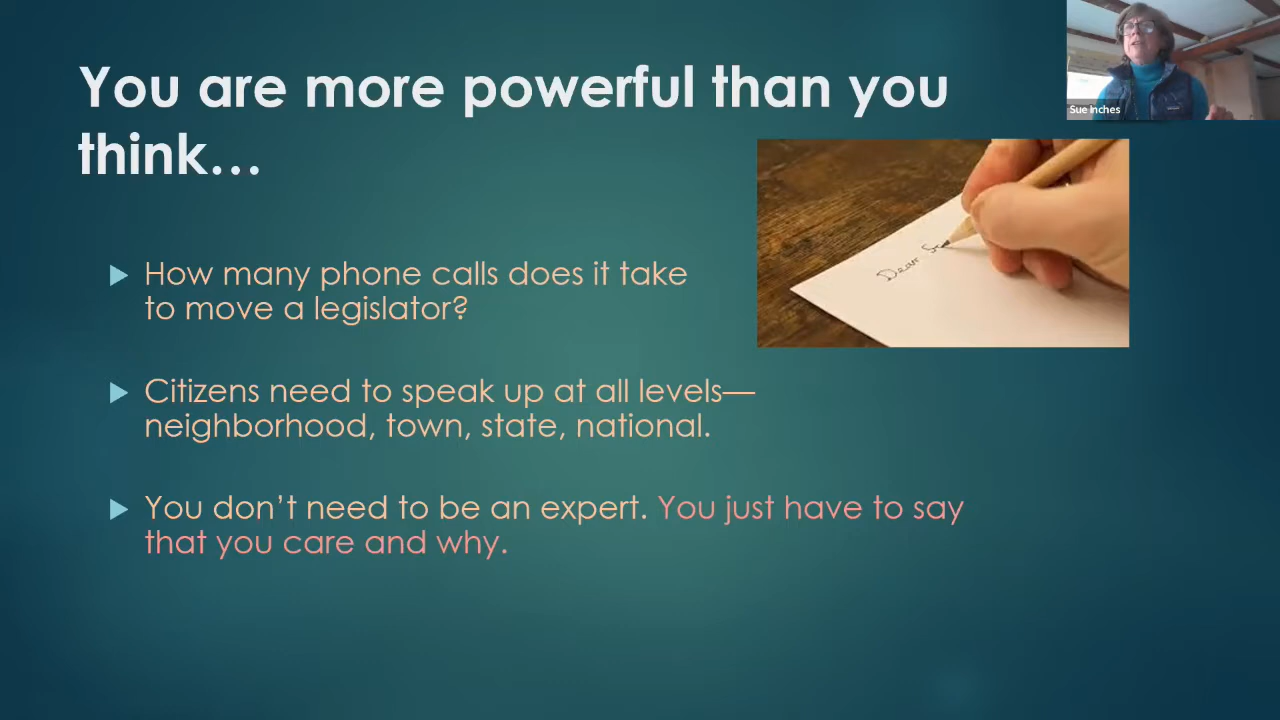 You are more powerful than you
think…
Sue Inches
Dear
How many phone calls does it take
to move a legislator?
Citizens need to speak up at all levels—
neighborhood, town, state, national.
You don’t need to be an expert. You just have to say
that you care and why.